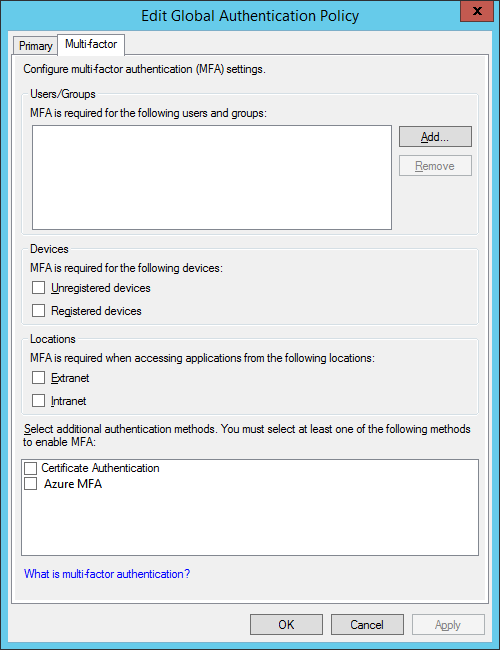 Edit Global Authentication Policy
x
Primary
Multi-factor
Configure multi-factor authentication (MFA) settings.
Users/Groups
MFA is required for the following users and groups:
Add...
Remove
Devices
MFA is required for the following devices:
Unregistered devices
Registered devices
Locations
MFA is required when accessing applications from the following locations:
Extranet
Intranet
Select additional authentication methods. You must select at least one of the following methods
to enable MFA:
Certificate Authentication
Azure MFA
What is multi-factor authentication?
OK
Cancel
Apply